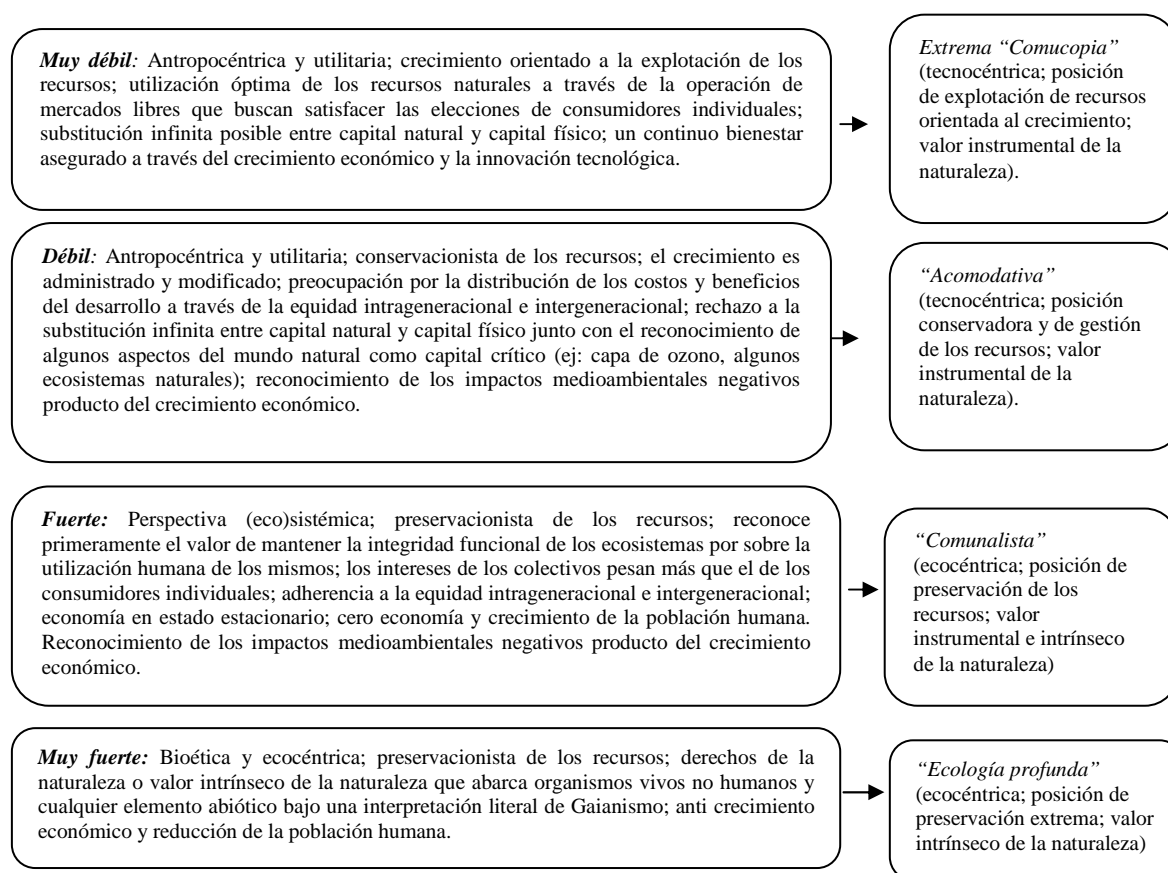 Muy débil: Antropocéntrica y utilitaria; crecimiento orientado a la explotación de los
recursos; utilización óptima de los recursos naturales a través de la operación de
mercados libres que buscan satisfacer las elecciones de consumidores individuales;
substitución infinita posible entre capital natural y capital físico; un continuo bienestar
asegurado a través del crecimiento económico y la innovación tecnológica.
Extrema “Comucopia”
(tecnocéntrica; posición
de explotación de recursos
orientada al crecimiento;
valor instrumental de la
naturaleza).
Débil: Antropocéntrica y utilitaria; conservacionista de los recursos; el crecimiento es
administrado y modificado; preocupación por la distribución de los costos y beneficios
del desarrollo a través de la equidad intrageneracional e intergeneracional; rechazo a la
substitución infinita entre capital natural y capital físico junto con el reconocimiento de
algunos aspectos del mundo natural como capital crítico (ej: capa de ozono, algunos
ecosistemas naturales); reconocimiento de los impactos medioambientales negativos
producto del crecimiento económico.
“Acomodativa”
(tecnocéntrica; posición
conservadora y de gestión
de los recursos; valor
instrumental de la
naturaleza).
Fuerte: Perspectiva (eco)sistémica; preservacionista de los recursos; reconoce
primeramente el valor de mantener la integridad funcional de los ecosistemas por sobre la
utilización humana de los mismos; los intereses de los colectivos pesan más que el de los
consumidores individuales; adherencia a la equidad intrageneracional e intergeneracional;
economía en estado estacionario; cero economía y crecimiento de la población humana.
Reconocimiento de los impactos medioambientales negativos producto del crecimiento
económico.
“Comunalista”
(ecocéntrica; posición de
preservación de los
recursos; valor
instrumental e intrínseco
de la naturaleza)
Muy fuerte: Bioética y ecocéntrica; preservacionista de los recursos; derechos de la
naturaleza o valor intrínseco de la naturaleza que abarca organismos vivos no humanos y
cualquier elemento abiótico bajo una interpretación literal de Gaianismo; anti crecimiento
económico y reducción de la población humana.
“Ecología profunda”
(ecocéntrica; posición de
preservación extrema; valor
intrínseco de la naturaleza)